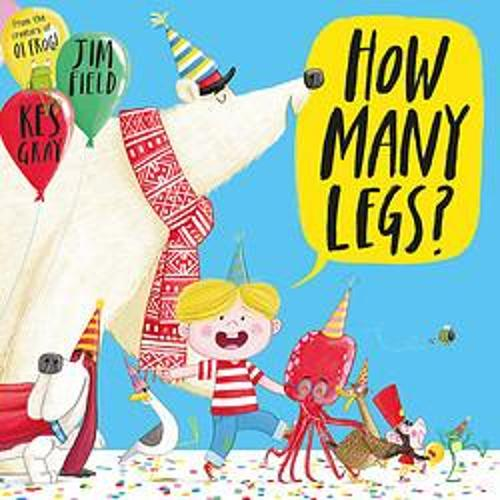 From the
creators of
OI FROG!
JIM
FIELD
KES
GRAY
HOW
MANY
LEGS?